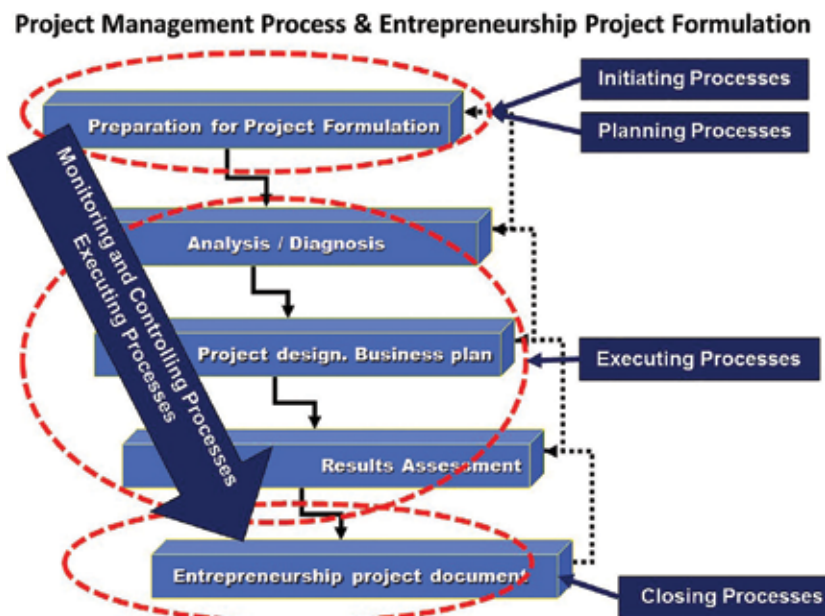 Project Management Process & Entrepreneurship Project Formulation
Initiating Processes
Preparation for Project Formulation
Planning Processes
Monitoring and Controlling Processes
Executing Processes
Analysis / Diagnosis
Project design. Business plan
Executing Processes
Results Assessment
Entrepreneurship project document
Closing Processes